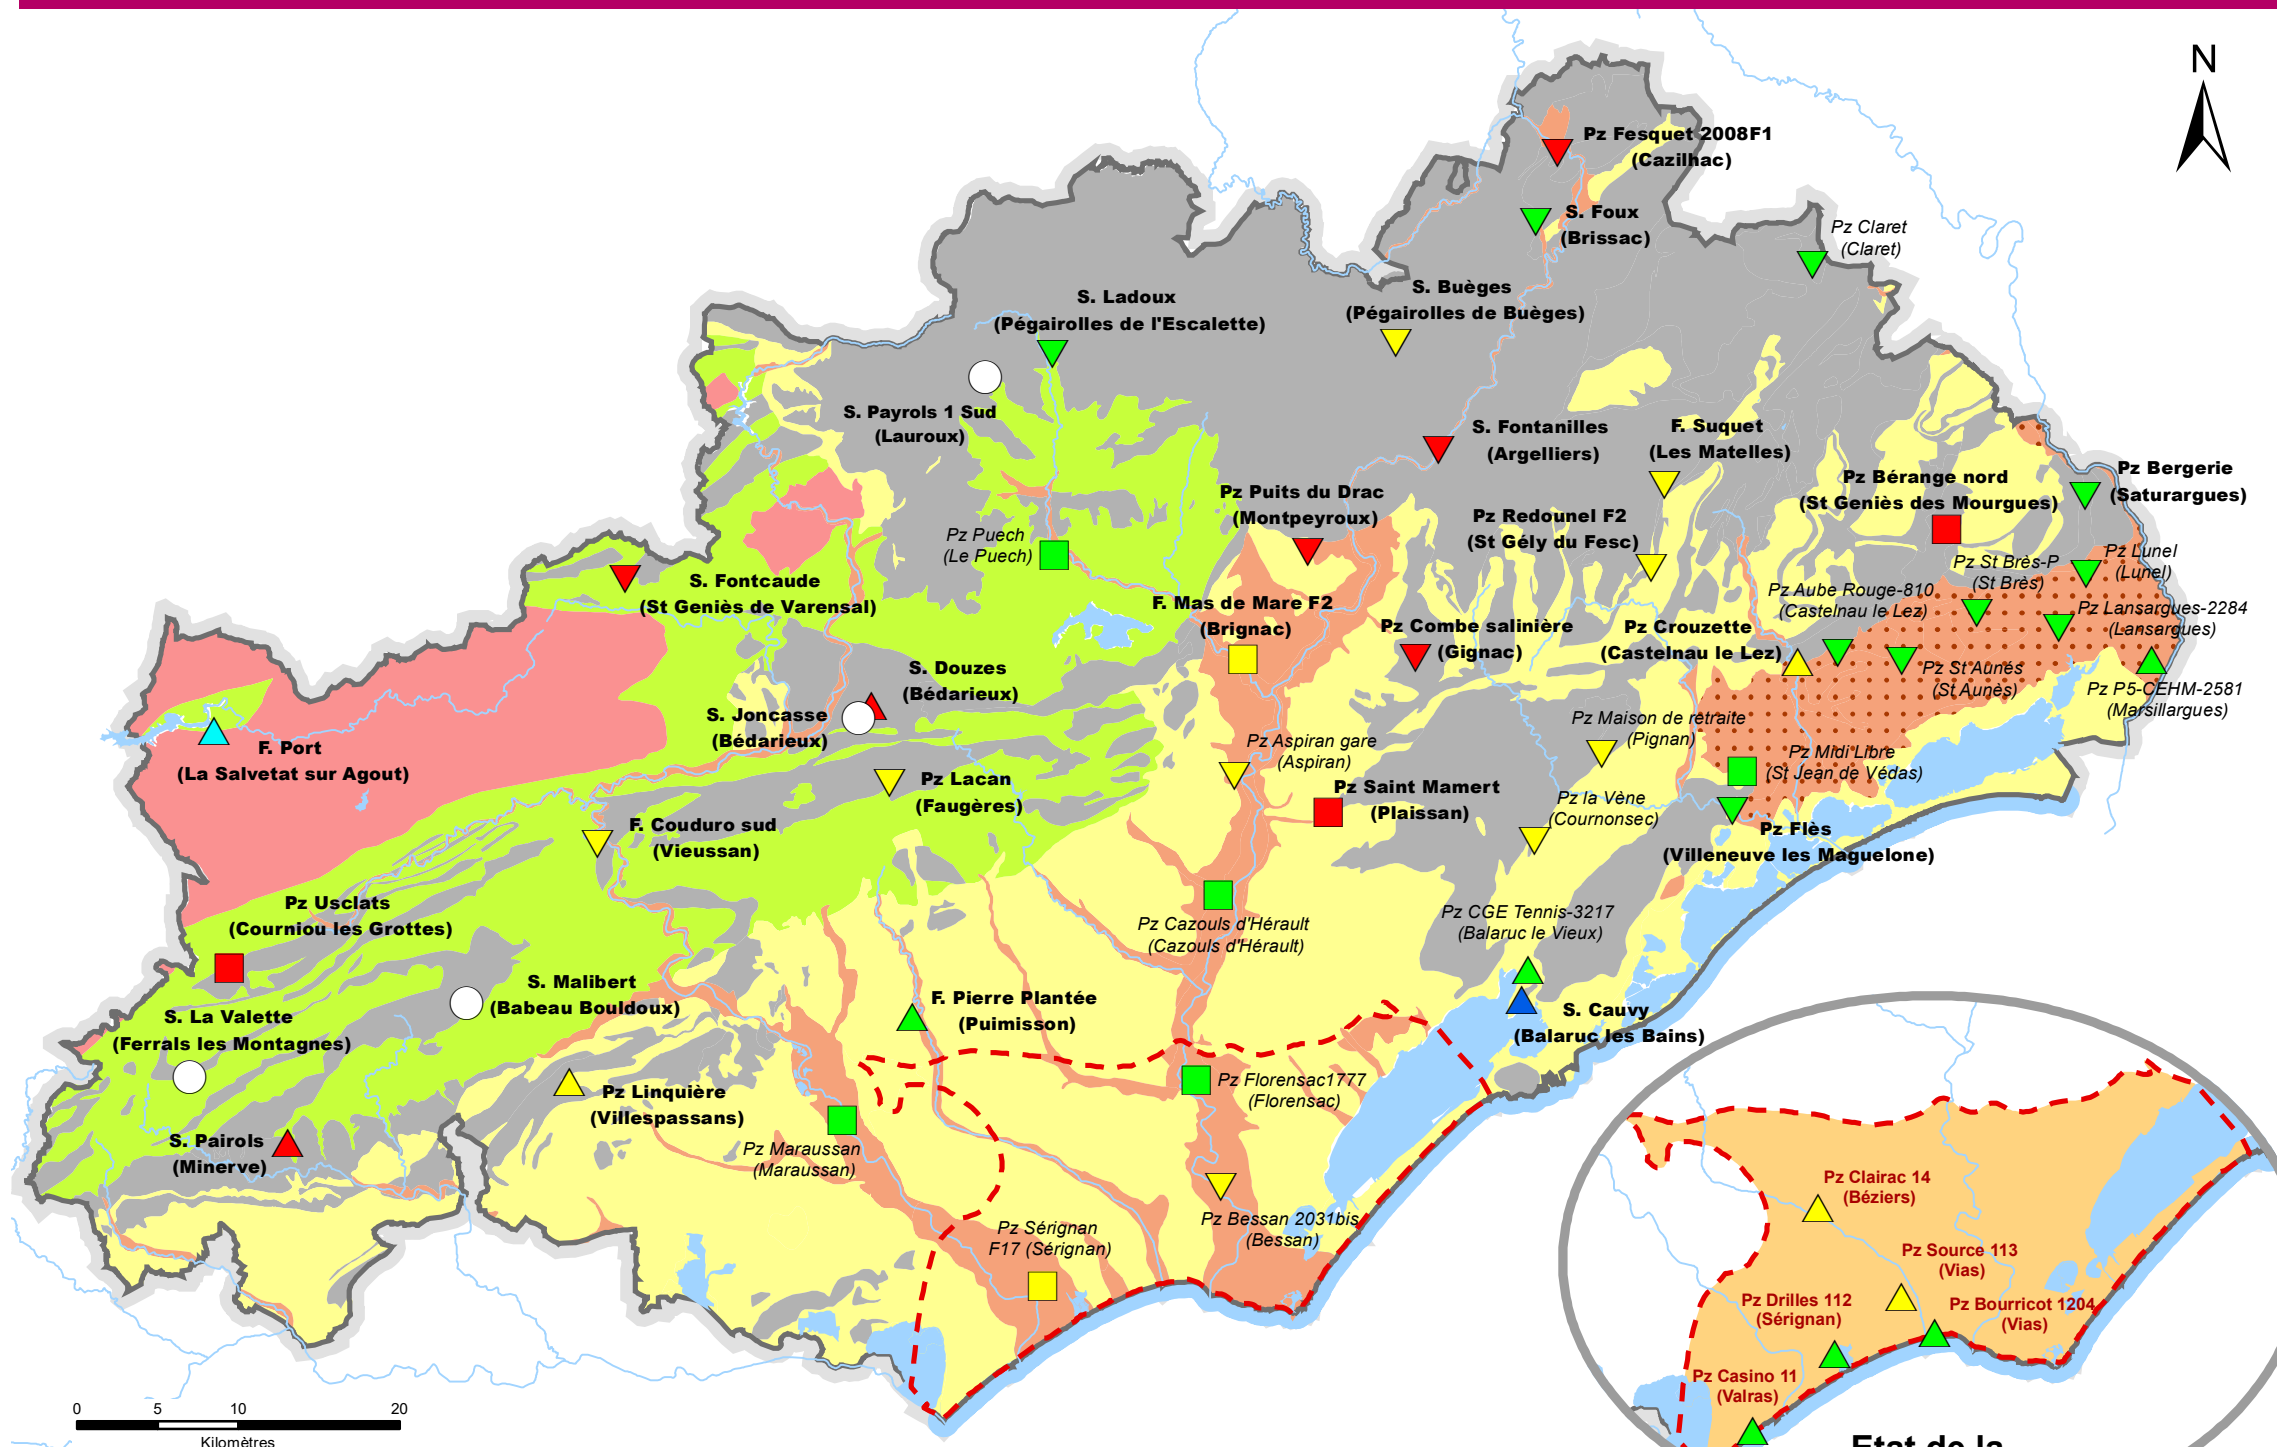 N
Pz Fesquet 2008F1
(Cazilhac)
S. Foux
(Brissac)
Pz Claret
(Claret)
S. Ladoux
(Pégairolles de l'Escalette)
S. Buèges
(Pégairolles de Buèges)
S. Payrols 1 Sud
(Lauroux)
S. Fontanilles
(Argelliers)
F. Suquet
(Les Matelles)
Pz Bérange nord
(St Geniès des Mourgues)
Pz Bergerie
(Saturargues)
Pz Puits du Drac
(Montpeyroux)
Pz Redounel F2
(St Gély du Fesc)
Pz Puech
(Le Puech)
Pz St Brès-P
(St Brès)
Pz Lunel
(Lunel)
S. Fontcaude
(St Geniès de Varensal)
Pz Aube Rouge-810
(Castelnau le Lez)
F. Mas de Mare F2
(Brignac)
Pz Lansargues-2284
(Lansargues)
Pz Combe salinière
(Gignac)
Pz Crouzette
(Castelnau le Lez)
S. Douzes
(Bédarieux)
Pz St Aunés
(St Aunès)
Pz P5-CEHM-2581
(Marsillargues)
S. Joncasse
(Bédarieux)
Pz Maison de retraite
(Pignan)
F. Port
(La Salvetat sur Agout)
Pz Aspiran gare
(Aspiran)
Pz Midi Libre
(St Jean de Védas)
Pz Lacan
(Faugères)
Pz Saint Mamert
(Plaissan)
Pz la Vène
(Cournonsec)
F. Couduro sud
(Vieussan)
Pz Flès
(Villeneuve les Maguelone)
Pz Usclats
(Courniou les Grottes)
Pz Cazouls d'Hérault
(Cazouls d'Hérault)
Pz CGE Tennis-3217
(Balaruc le Vieux)
S. Malibert
(Babeau Bouldoux)
F. Pierre Plantée
(Puimisson)
S. Cauvy
(Balaruc les Bains)
S. La Valette
(Ferrals les Montagnes)
Pz Linquière
(Villespassans)
Pz Florensac1777
(Florensac)
S. Pairols
(Minerve)
Pz Maraussan
(Maraussan)
Pz Sérignan
F17 (Sérignan)
Pz Bessan 2031bis
(Bessan)
Pz Clairac 14
(Béziers)
Pz Source 113
(Vias)
Pz Drilles 112
(Sérignan)
Pz Bourricot 1204
(Vias)
Pz Casino 11
(Valras)
0 5 10 20
Kilomètres
Etat de la